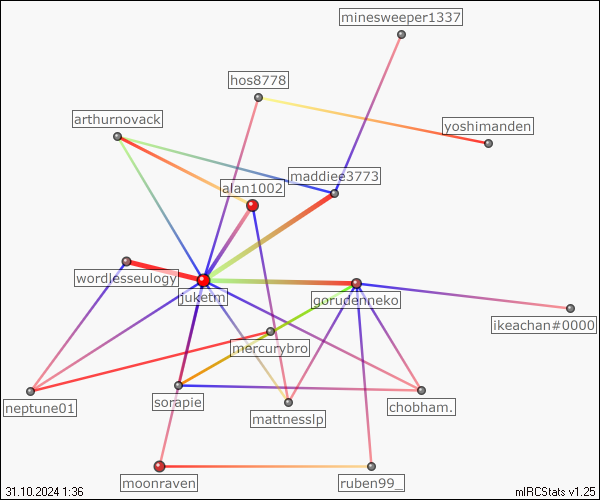 minesweeper1337
hos8778
arthurnovack
yoshimanden
maddiee3773
alan1002
wordlesseulogy
juketm
gorudenneko
ikeachan#0000
mercurybro
neptune01
sorapie
mattnesslp
chobham.
moonraven
ruben99_
31.10.2024 1:36
mIRCStats v1.25